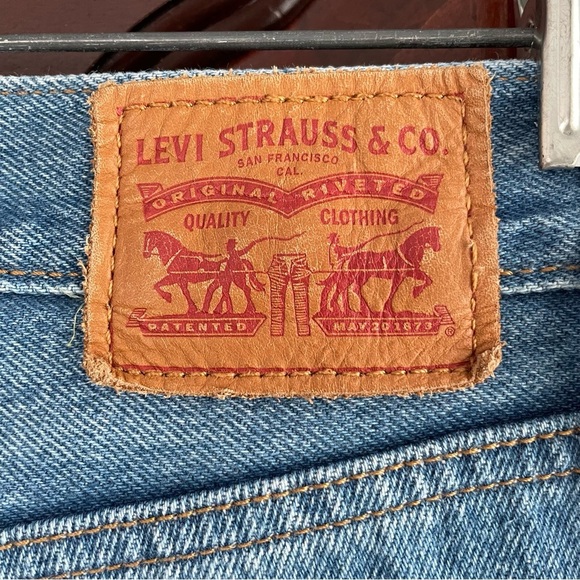 LEVI STRAUSS & CO.
SAN FRANCISCO
CAL.
ORIGINAL RIVETED
QUALITY CLOTHING
PATENTED MAY 20 1873
®